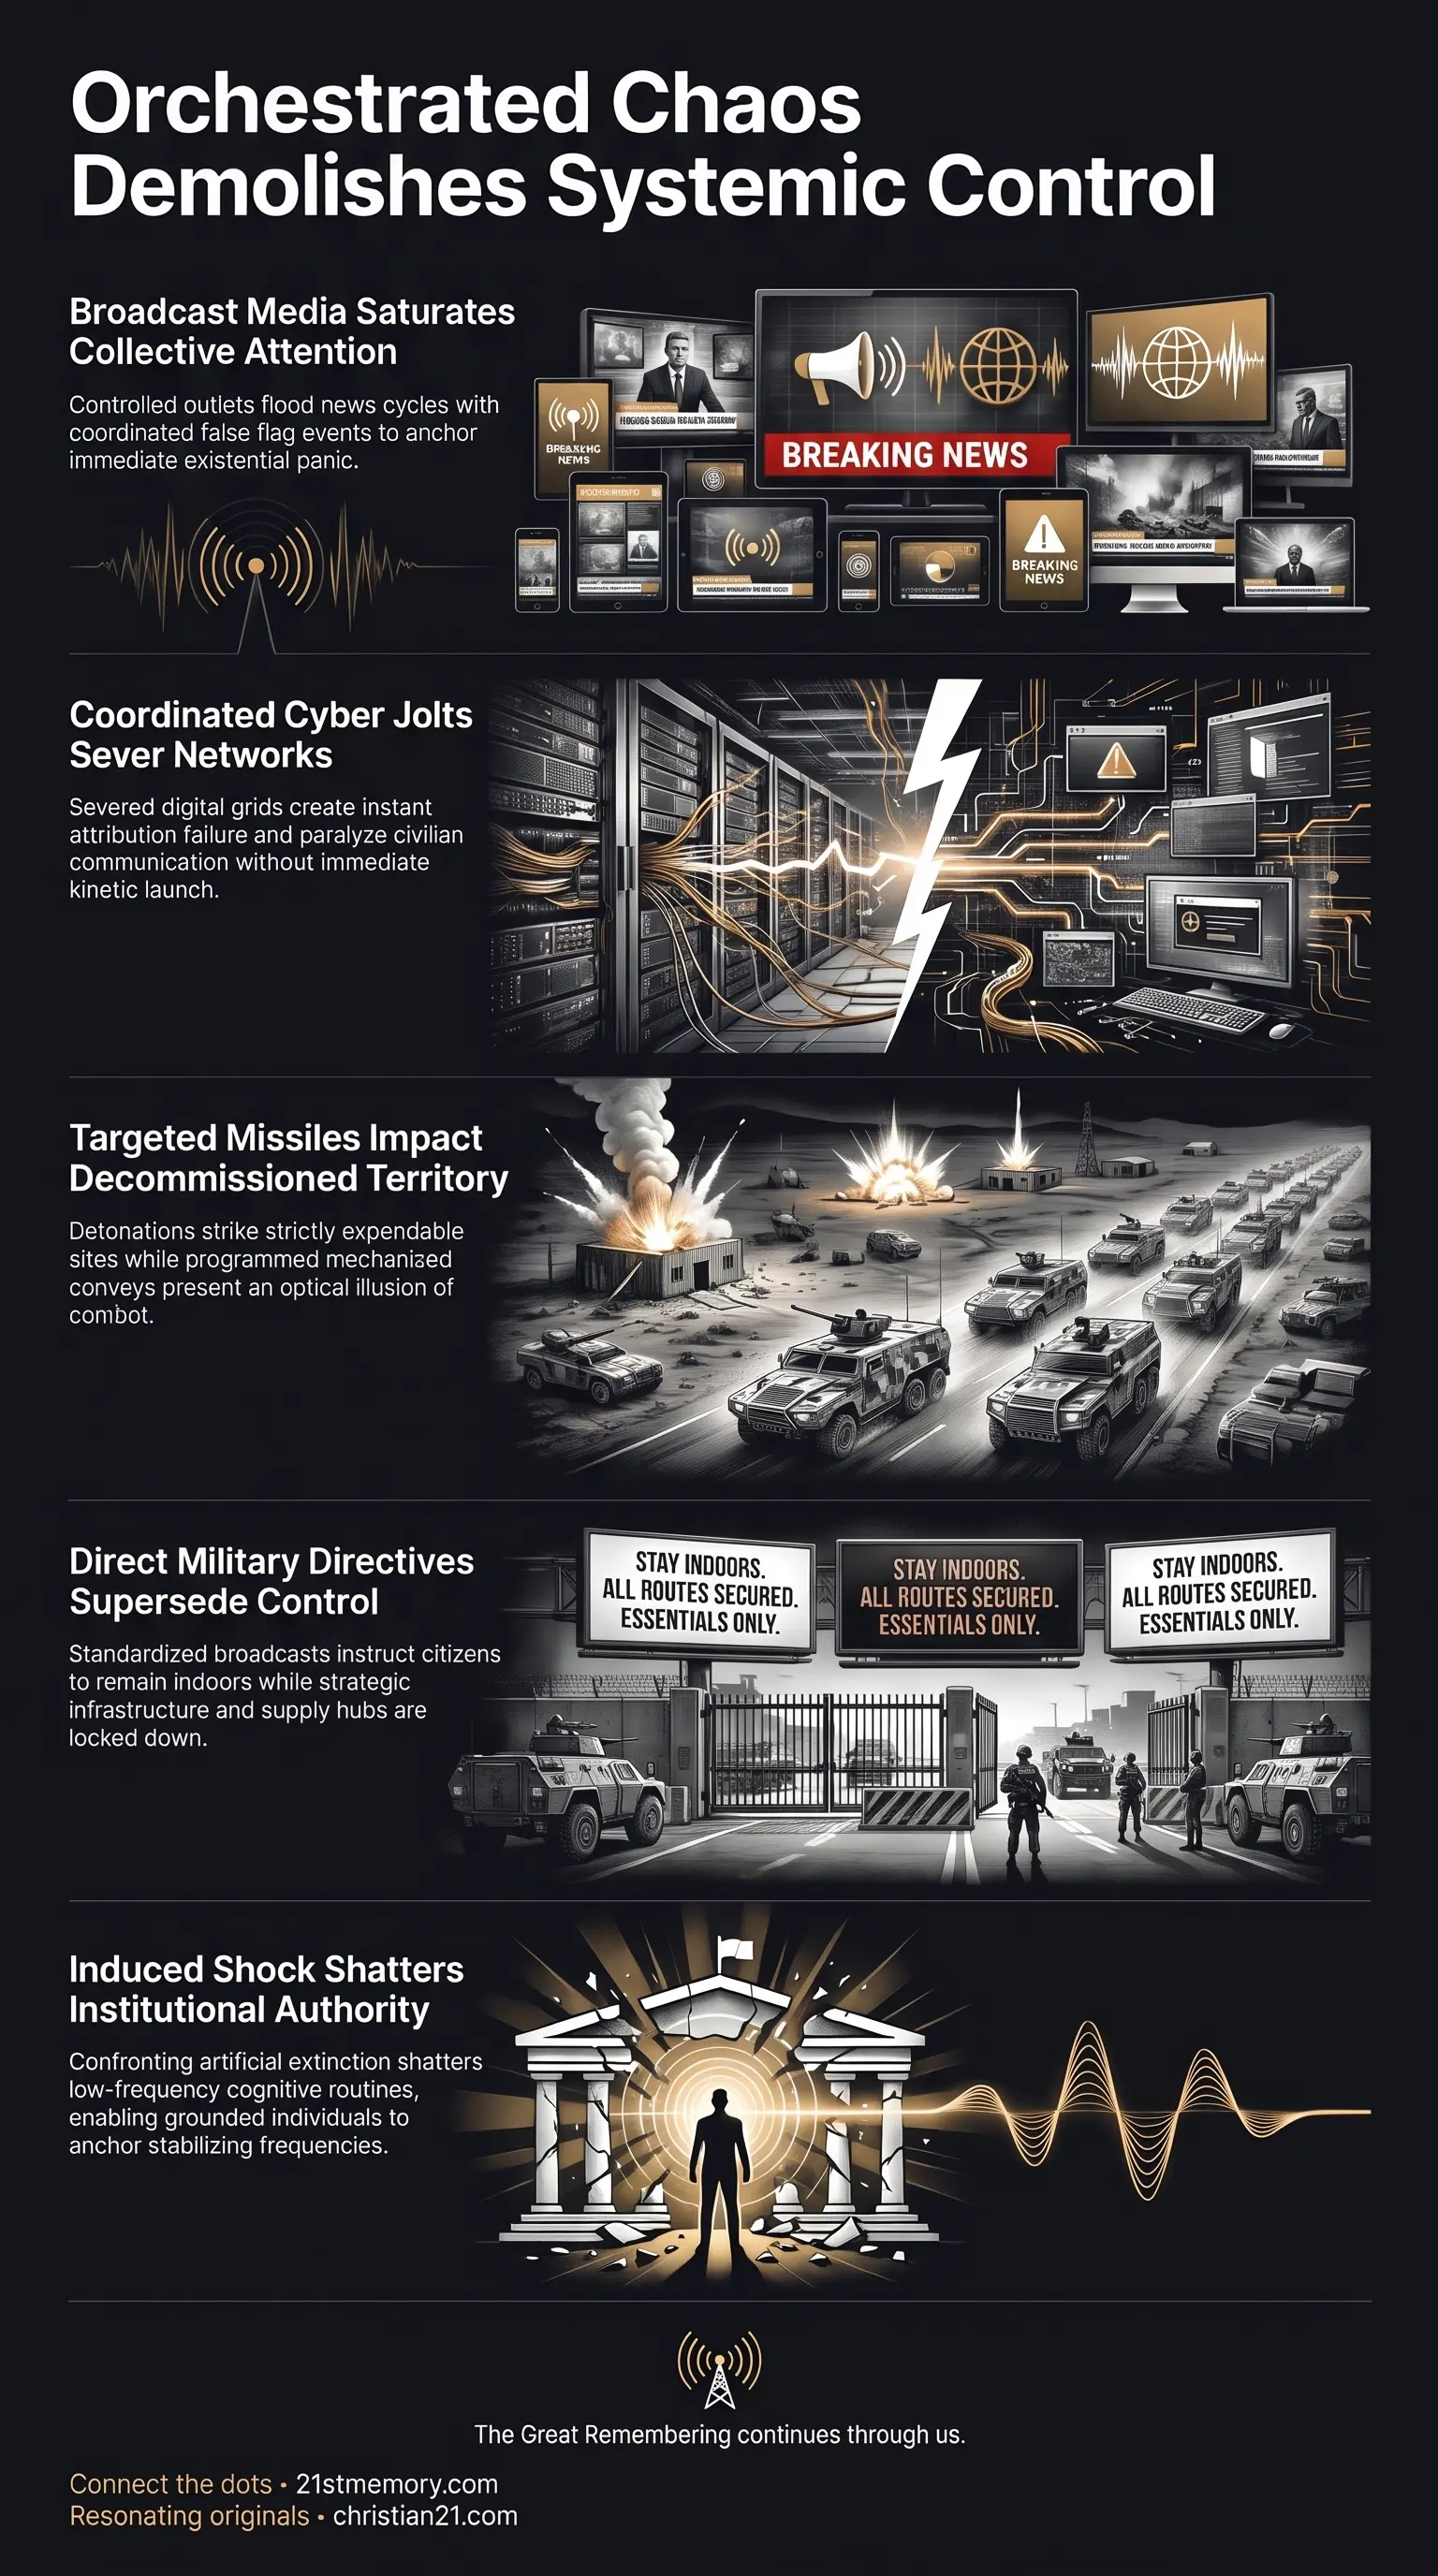 Orchestrated Chaos
Demolishes Systemic Control
Broadcast Media Saturates
Collective Attention
Controlled outlets flood news cycles with
coordinated false flag events to anchor
immediate existential panic.
BREAKING NEWS
BREAKING
NEWS
Coordinated Cyber Jolts
Sever Networks
Severed digital grids create instant
attribution failure and paralyze civilian
communication without immediate
kinetic launch.
Targeted Missiles Impact
Decommissioned Territory
Detonations strike strictly expendable
sites while programmed mechanized
conveys present an optical illusion of
combot.
Direct Military Directives
Supersede Control
Standardized broadcasts instruct citizens
to remain indoors while strategic
infrastructure and supply hubs are
locked down.
STAY INDOORS.
ALL ROUTES SECURED.
ESSENTIALS ONLY.
STAY INDOORS.
ALL ROUTES SECURED.
ESSENTIALS ONLY.
STAY INDOORS.
ALL ROUTES SECURED.
ESSENTIALS ONLY.
Induced Shock Shatters
Institutional Authority
Confronting artificial extinction shatters
low-frequency cognitive routines,
enabling grounded individuals to
anchor stabilizing frequencies.
The Great Remembering continues through us.
Connect the dots • 21stmemory.com
Resonating originals • christian21.com